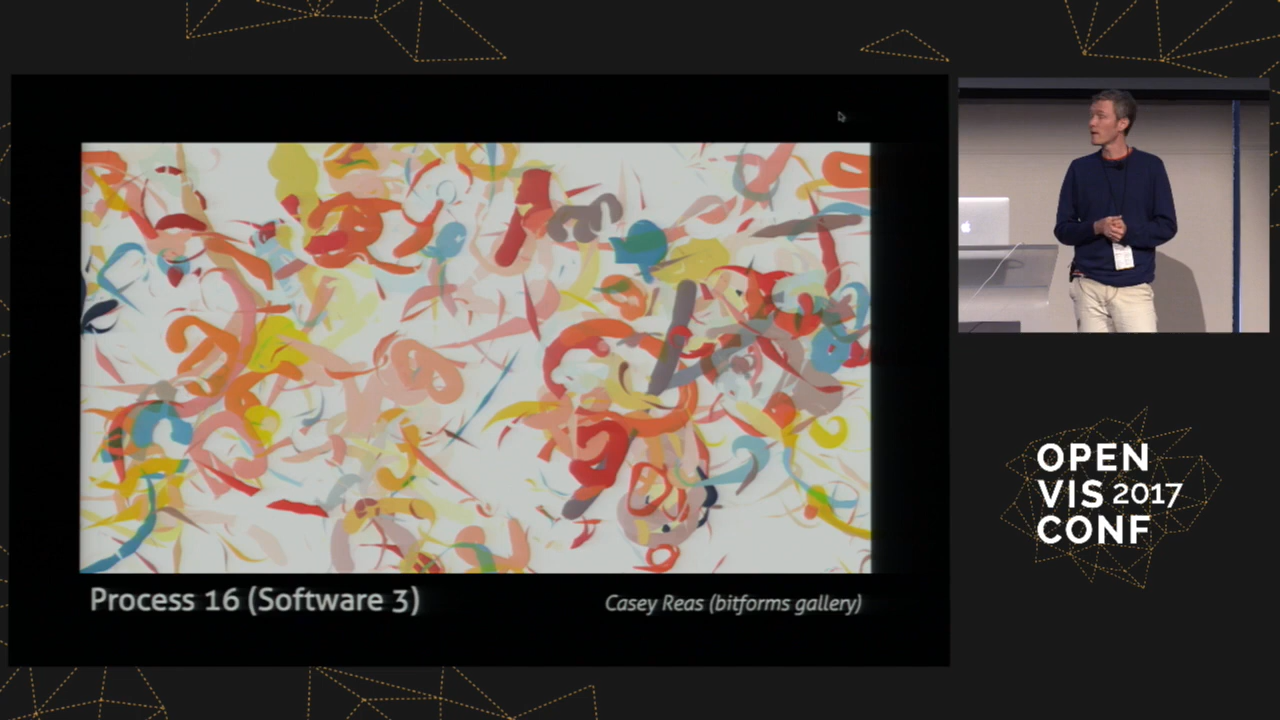 Process 16 (Software 3)
Casey Reas (bitforms gallery)
OPEN
VIS 2017
CONF